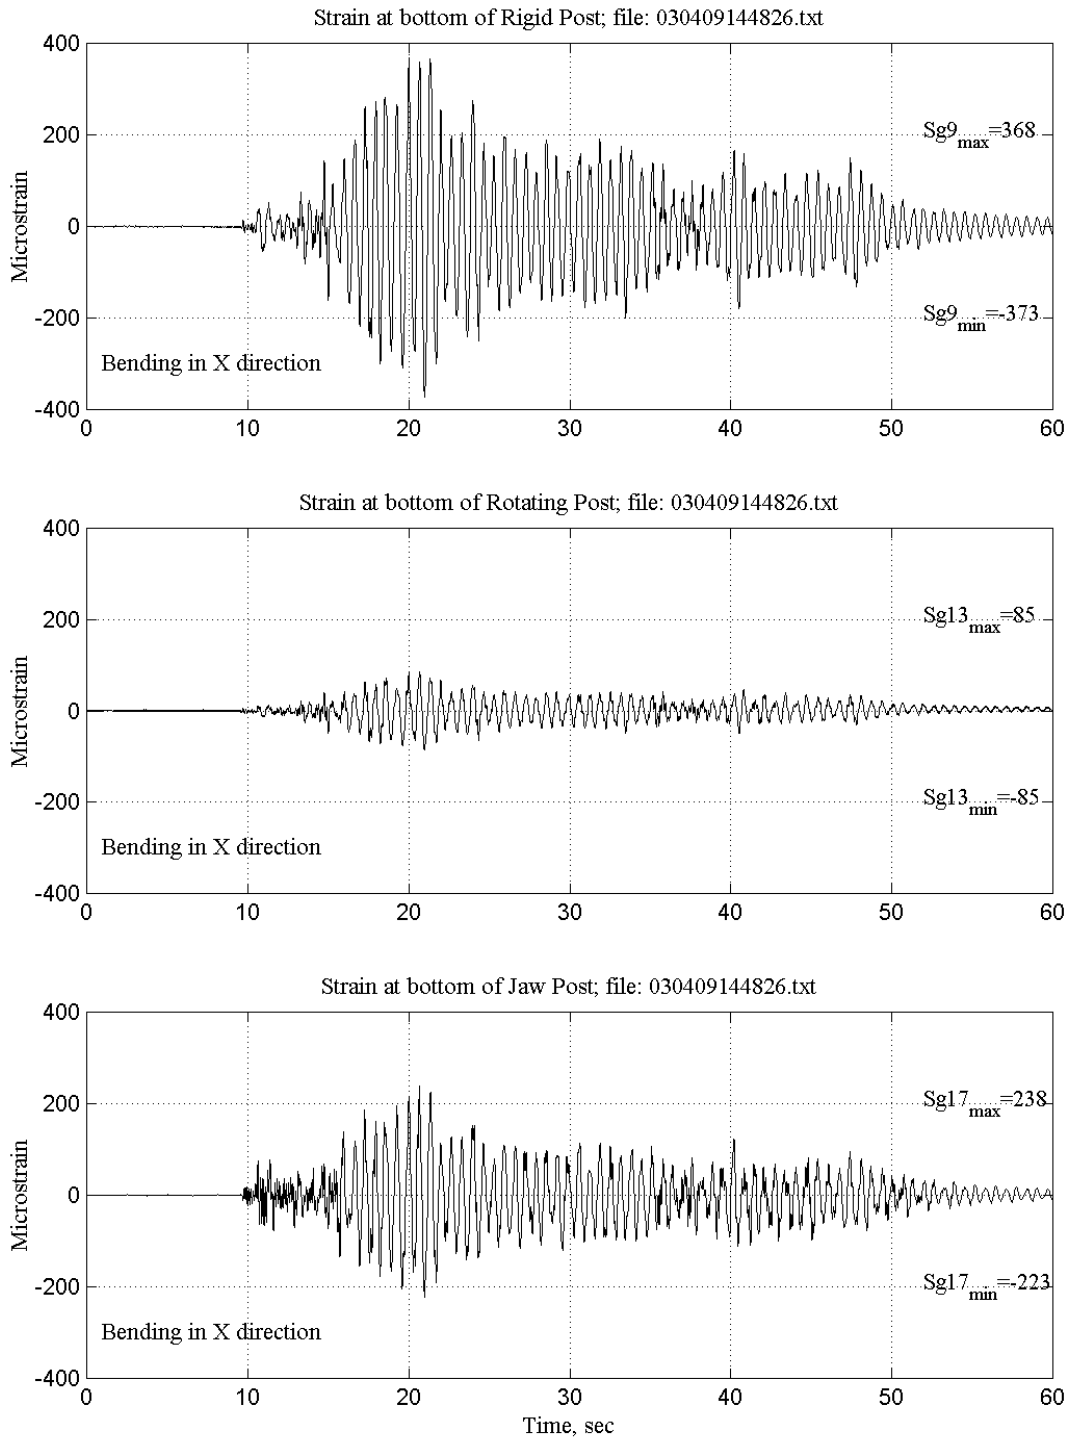 Strain at bottom of Rigid Post; file: 030409144826.txt
400
200
0
-200
-400
Microstrain
Sg9max=368
Sg9min=-373
Bending in X direction
0 10 20 30 40 50 60
Strain at bottom of Rotating Post; file: 030409144826.txt
400
200
0
-200
-400
Microstrain
Sg13max=85
Sg13min=-85
Bending in X direction
0 10 20 30 40 50 60
Strain at bottom of Jaw Post; file: 030409144826.txt
400
200
0
-200
-400
Microstrain
Sg17max=238
Sg17min=-223
Bending in X direction
0 10 20 30 40 50 60
Time, sec